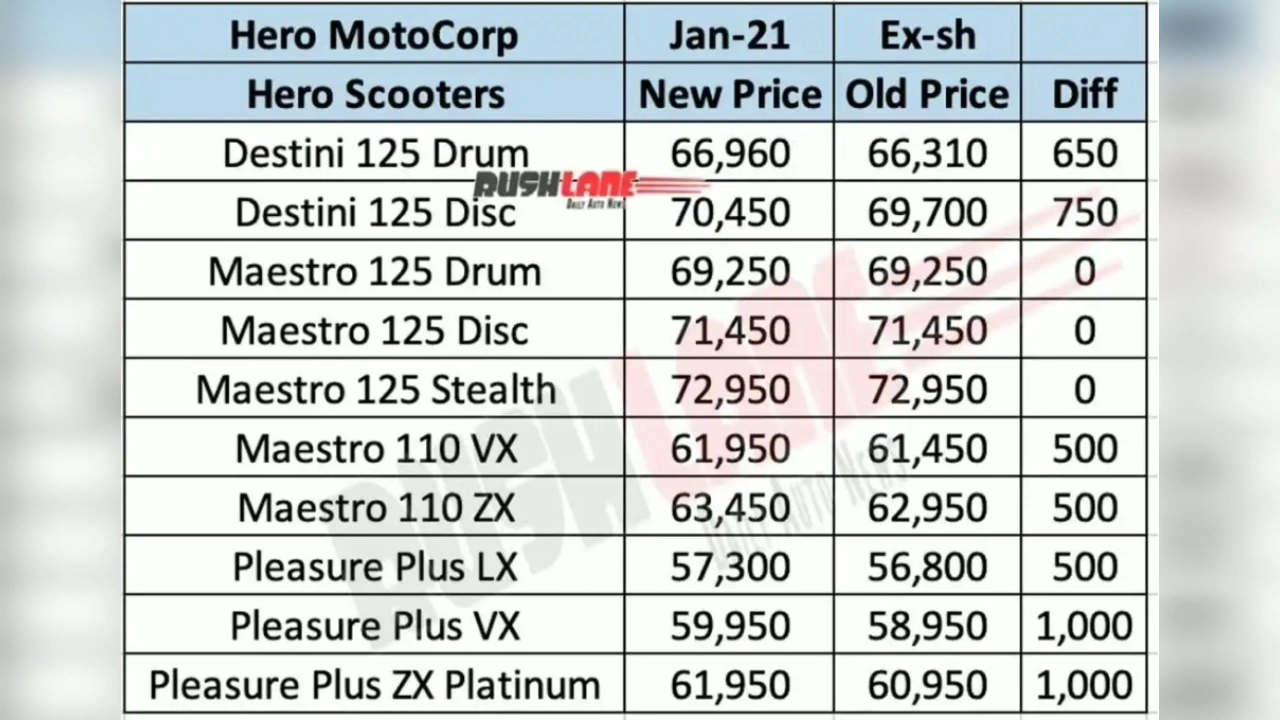 Hero MotoCorp Jan-21 Ex-sh
Hero Scooters New Price Old Price Diff
Destini 125 Drum 66,960 66,310 650
RUSHLANE
DAILY AUTO NEWS
Destini 125 Disc 70,450 69,700 750
Maestro 125 Drum 69,250 69,250 0
Maestro 125 Disc 71,450 71,450 0
Maestro 125 Stealth 72,950 72,950 0
Maestro 110 VX 61,950 61,450 500
Maestro 110 ZX 63,450 62,950 500
Pleasure Plus LX 57,300 56,800 500
Pleasure Plus VX 59,950 58,950 1,000
Pleasure Plus ZX Platinum 61,950 60,950 1,000
RUSHLANE
DAILY AUTO NEWS